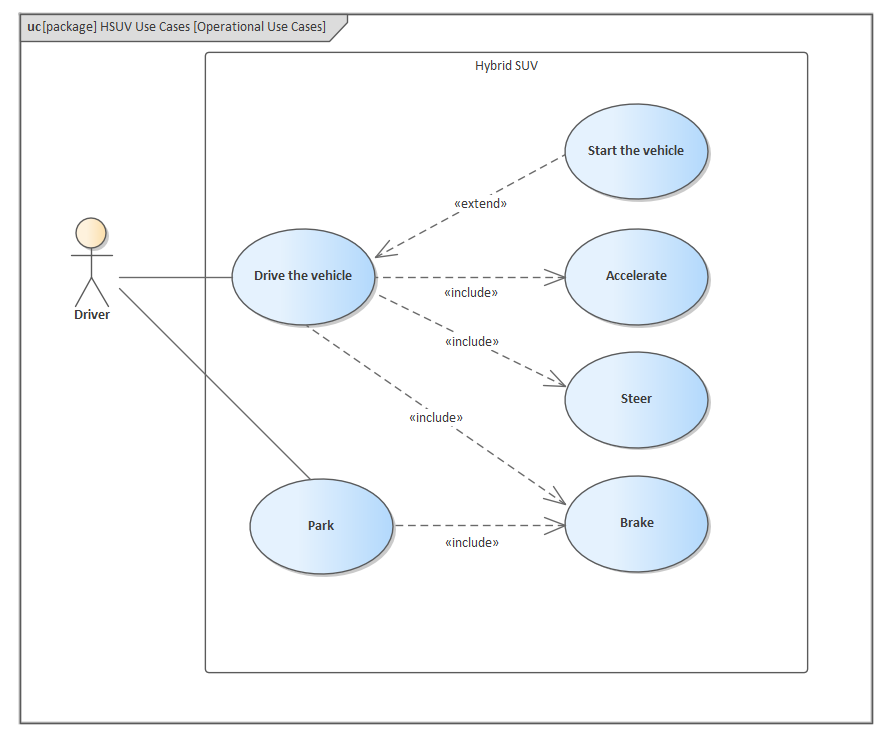 uc [package] HSUV Use Cases [Operational Use Cases]
Hybrid SUV
Start the vehicle
«extend»
Drive the vehicle
Accelerate
«include»
Driver
«include»
Steer
«include»
Park
Brake
«include»